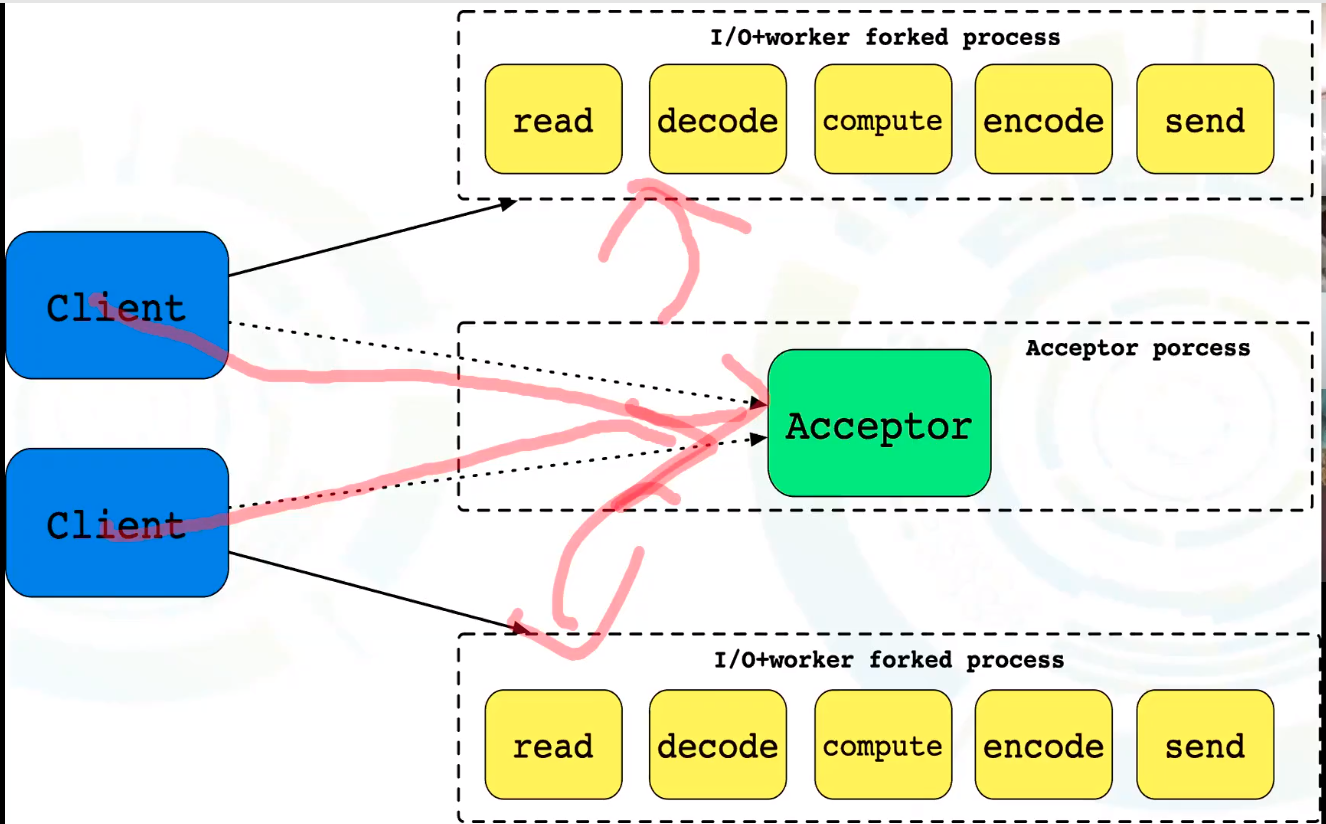 I/O+worker forked process
read decode compute encode send
Client
Acceptor porcess
Acceptor
Client
I/O+worker forked process
read decode compute encode send